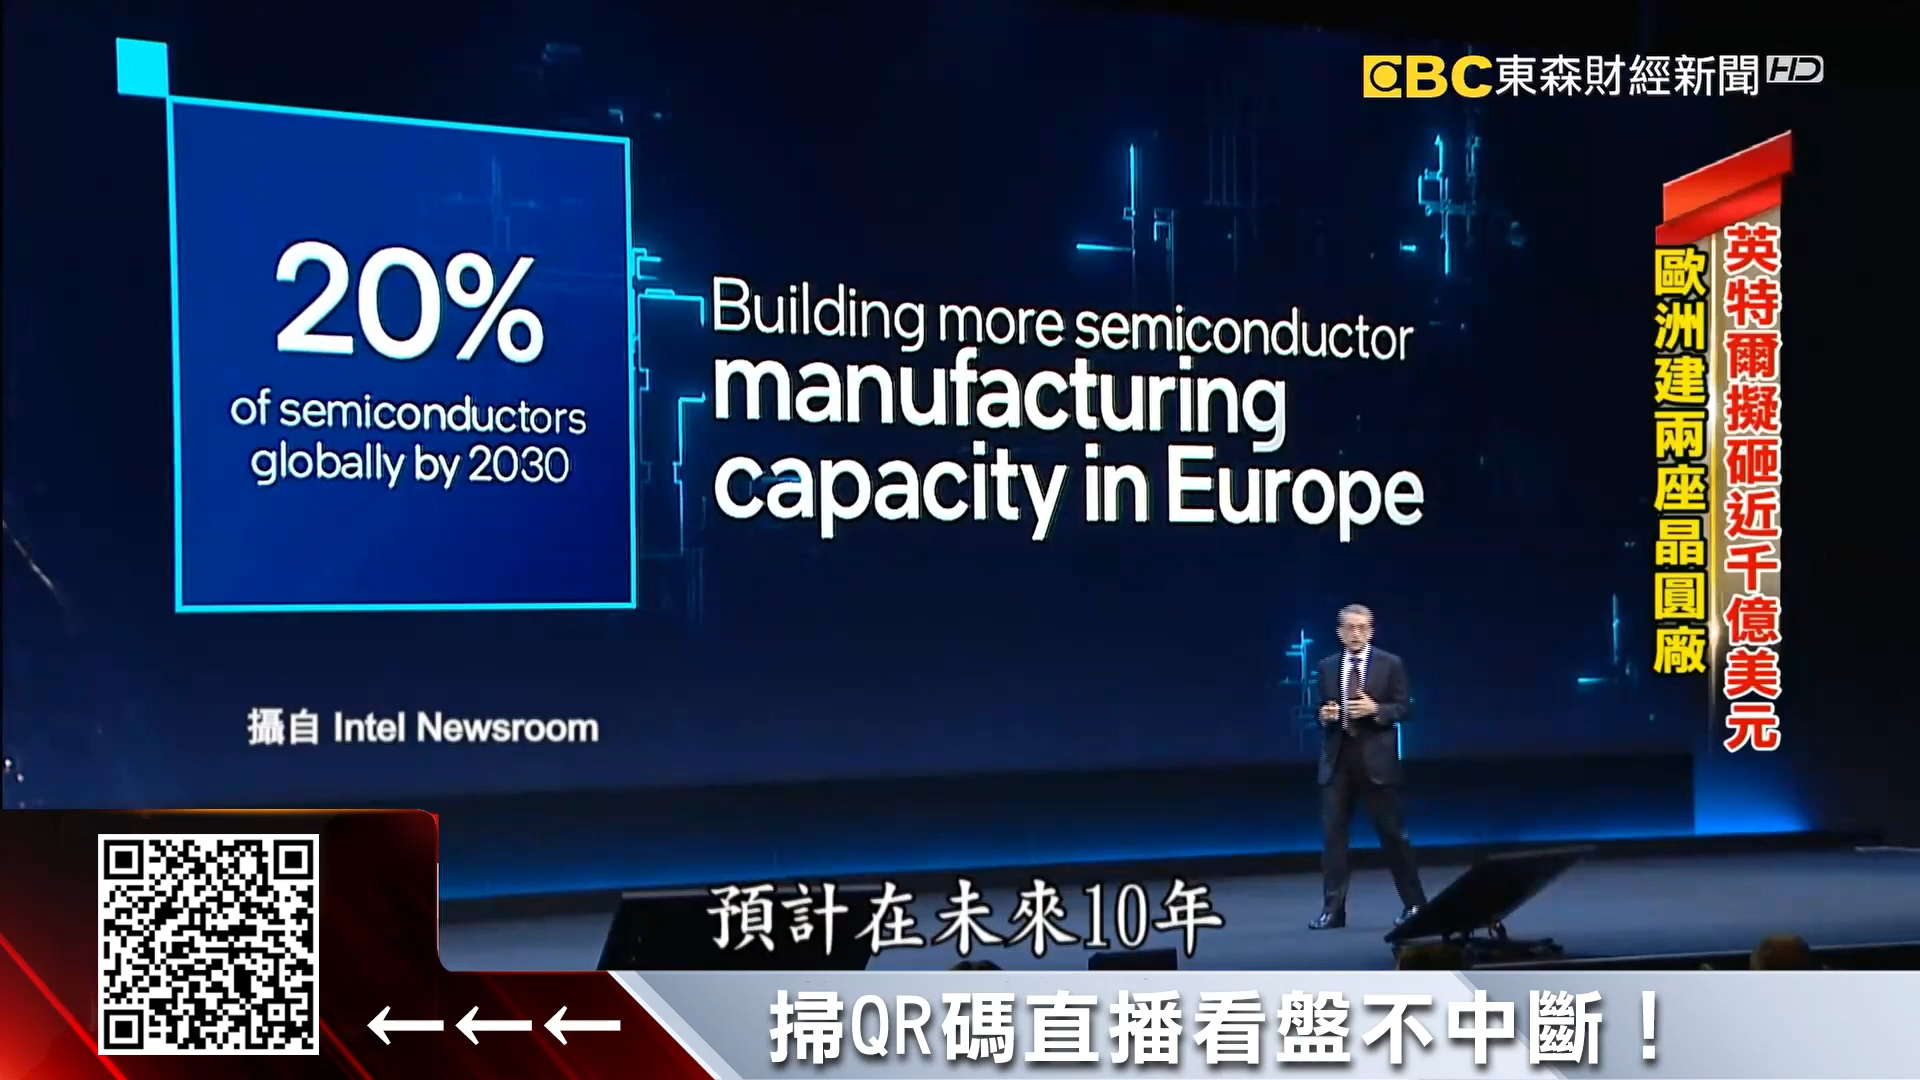 EBC東森財經新聞HD
20%
of semiconductors
globally by 2030
Building more semiconductor
manufacturing
capacity in Europe
英特爾擬砸近千億美元
歐洲建兩座晶圓廠
攝自 Intel Newsroom
預計在未來10年
←←←
掃QR碼直播看盤不中斷！